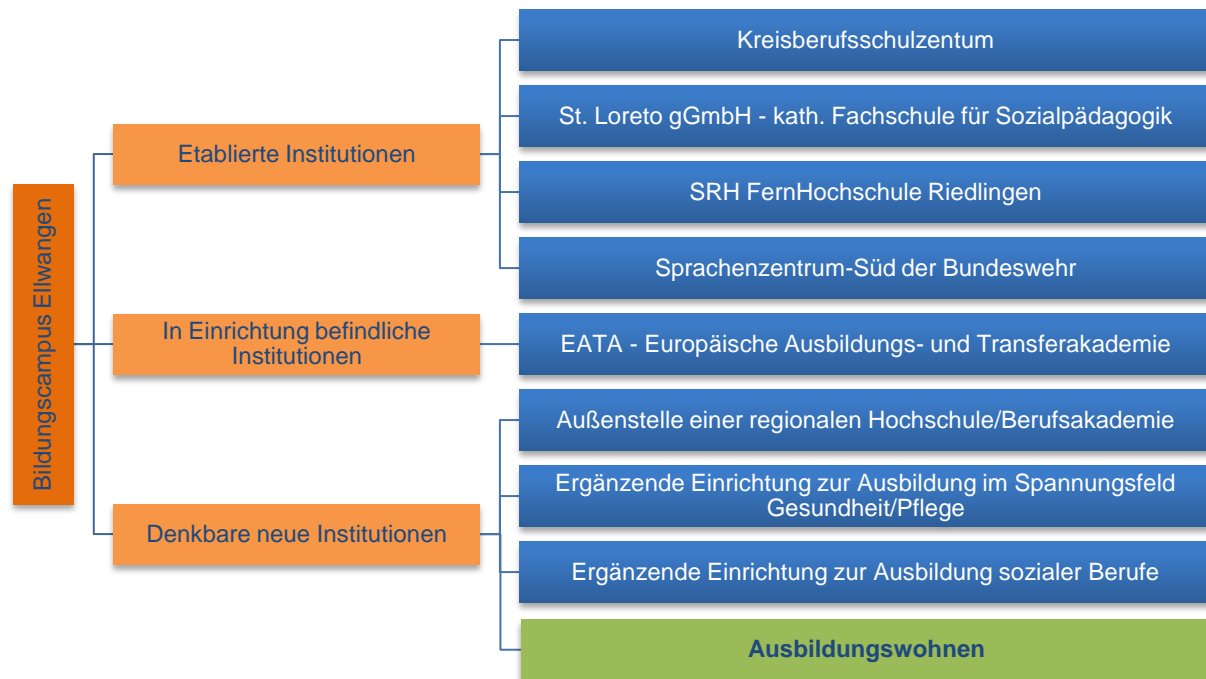 Bildungscampus Ellwangen
Etablierte Institutionen
Kreisberufsschulzentum
St. Loreto gGmbH - kath. Fachschule für Sozialpädagogik
SRH FernHochschule Riedlingen
Sprachenzentrum-Süd der Bundeswehr
In Einrichtung befindliche
Institutionen
EATA - Europäische Ausbildungs- und Transferakademie
Denkbare neue Institutionen
Außenstelle einer regionalen Hochschule/Berufsakademie
Ergänzende Einrichtung zur Ausbildung im Spannungsfeld
Gesundheit/Pflege
Ergänzende Einrichtung zur Ausbildung sozialer Berufe
Ausbildungswohnen